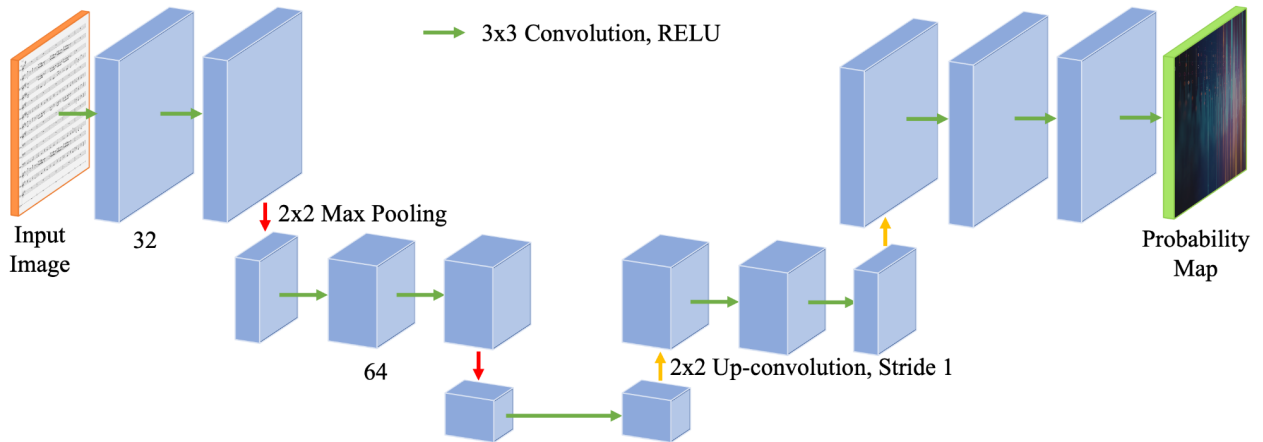 3x3 Convolution, RELU
Input
Image
32
2x2 Max Pooling
Probability
Map
64
2x2 Up-convolution, Stride 1